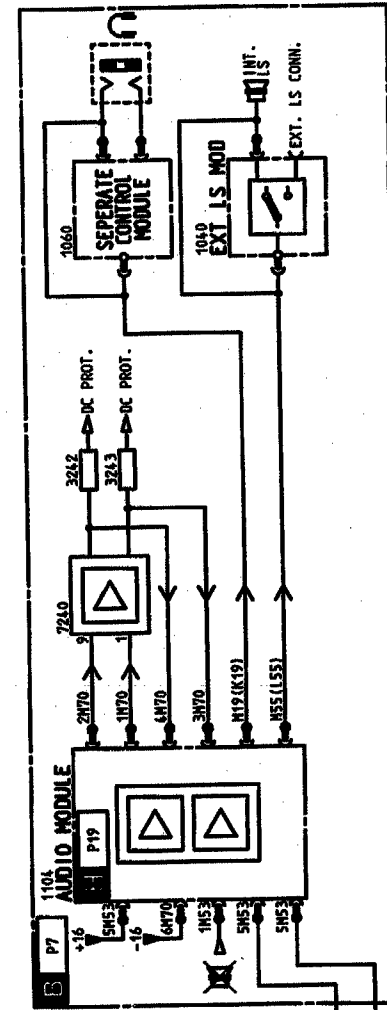 INT.
LS
EXT. LS CONN.
SEPERATE
CONTROL
MODULE
1060
1040
EXT LS MOD
DC PROT.
DC PROT.
3242
3243
7240
9
1
2M70
1M70
4M70
3M70
M19(K19)
M55(L55)
1104
AUDIO MODULE
P19
P7
B
+16
5M53
-16
6M70
1M53
5M53
5M53